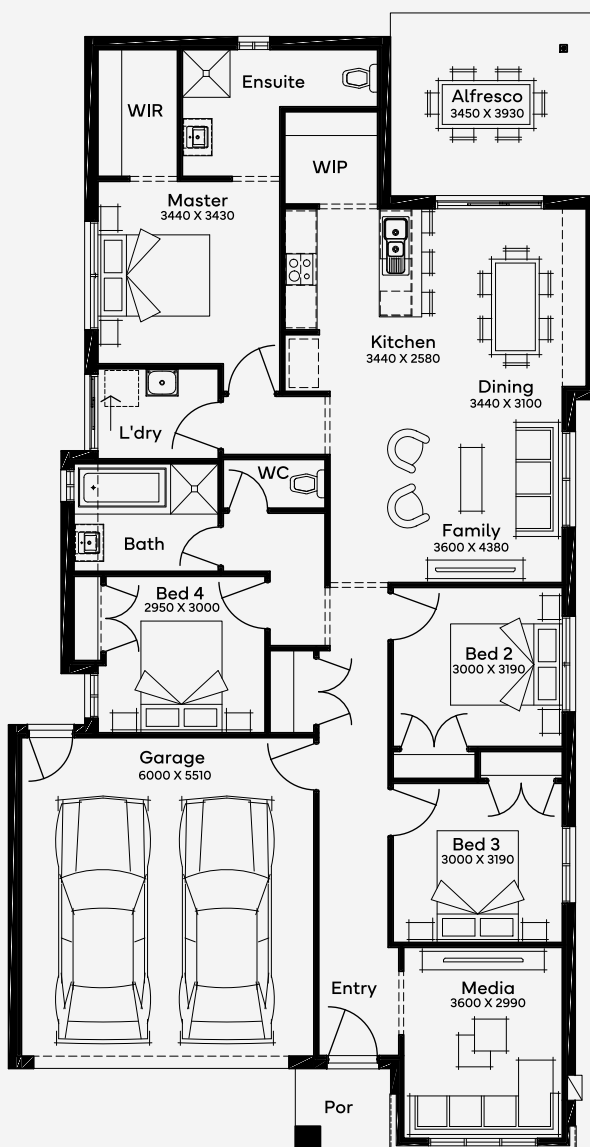 Ensuite
WIR
Alfresco
3450 X 3930
WIP
Master
3440 X 3430
Kitchen
3440 X 2580
Dining
3440 X 3100
L'dry
WC
Bath
Family
3600 X 4380
Bed 4
2950 X 3000
Bed 2
3000 X 3190
Garage
6000 X 5510
Bed 3
3000 X 3190
Entry
Media
3600 X 2990
Por